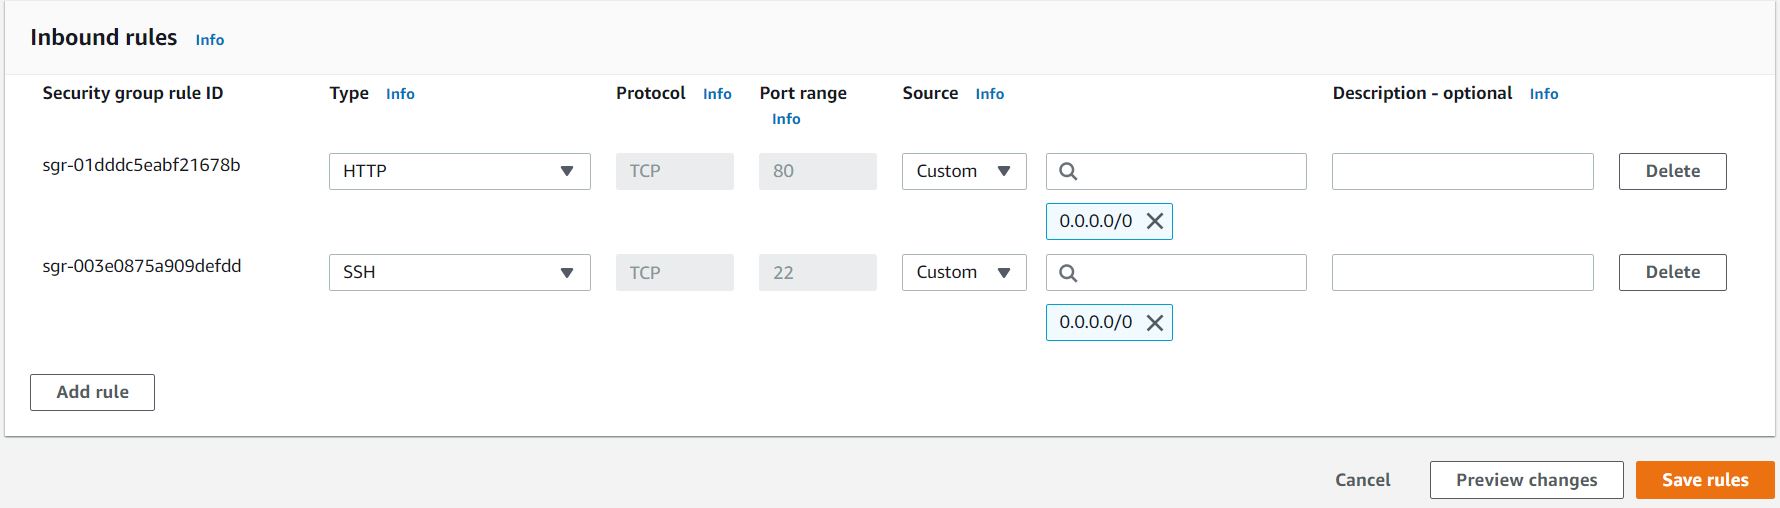 Inbound rules Info
Security group rule ID Type Info Protocol Info Port range Info Source Info Description - optional Info
sgr-01dddc5eabf21678b HTTP TCP 80 Custom Delete
0.0.0.0/0
sgr-003e0875a909defdd SSH TCP 22 Custom Delete
0.0.0.0/0
Add rule
Cancel Preview changes Save rules